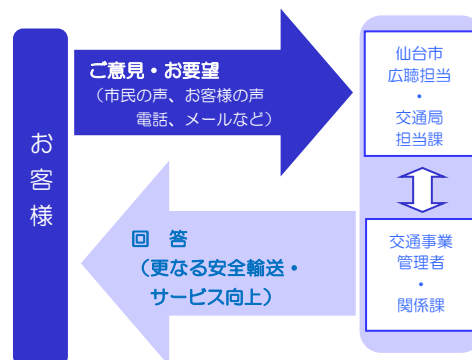 お客様
ご意見・お要望
（市民の声、お客様の声
電話、メールなど）
仙台市
広聴担当
・
交通局
担当課
回　答
（更なる安全輸送・
サービス向上）
交通事業
管理者
・
関係課